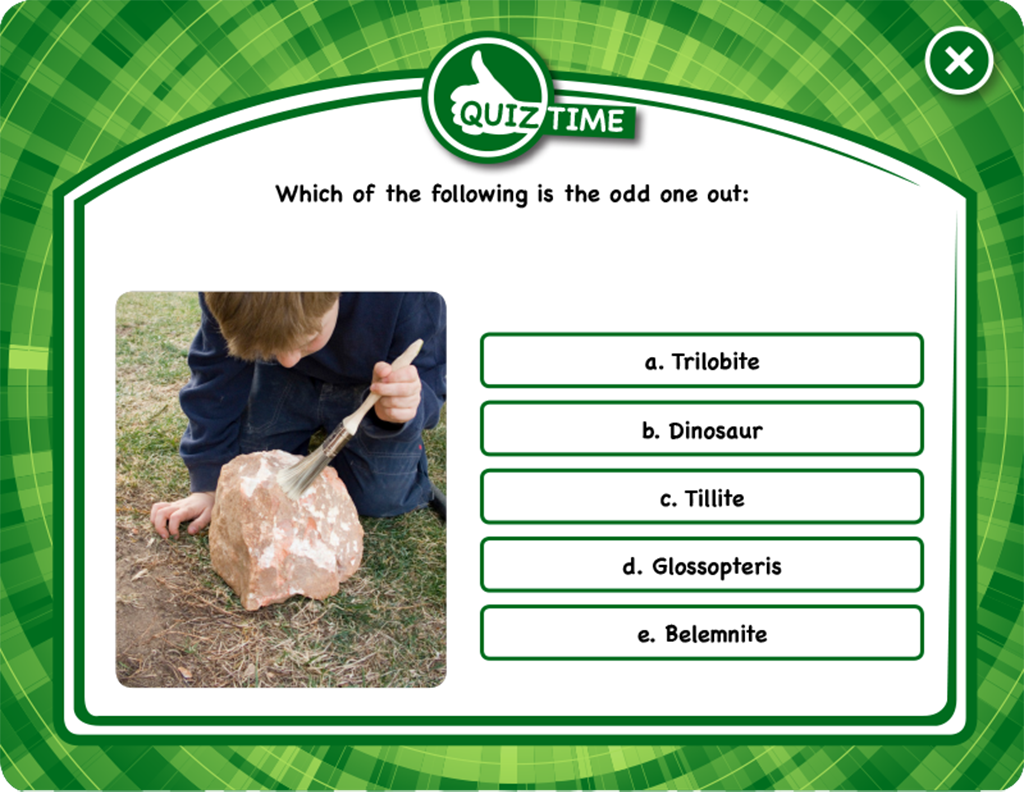 QUIZ TIME
Which of the following is the odd one out:
a. Trilobite
b. Dinosaur
c. Tillite
d. Glossopteris
e. Belemnite